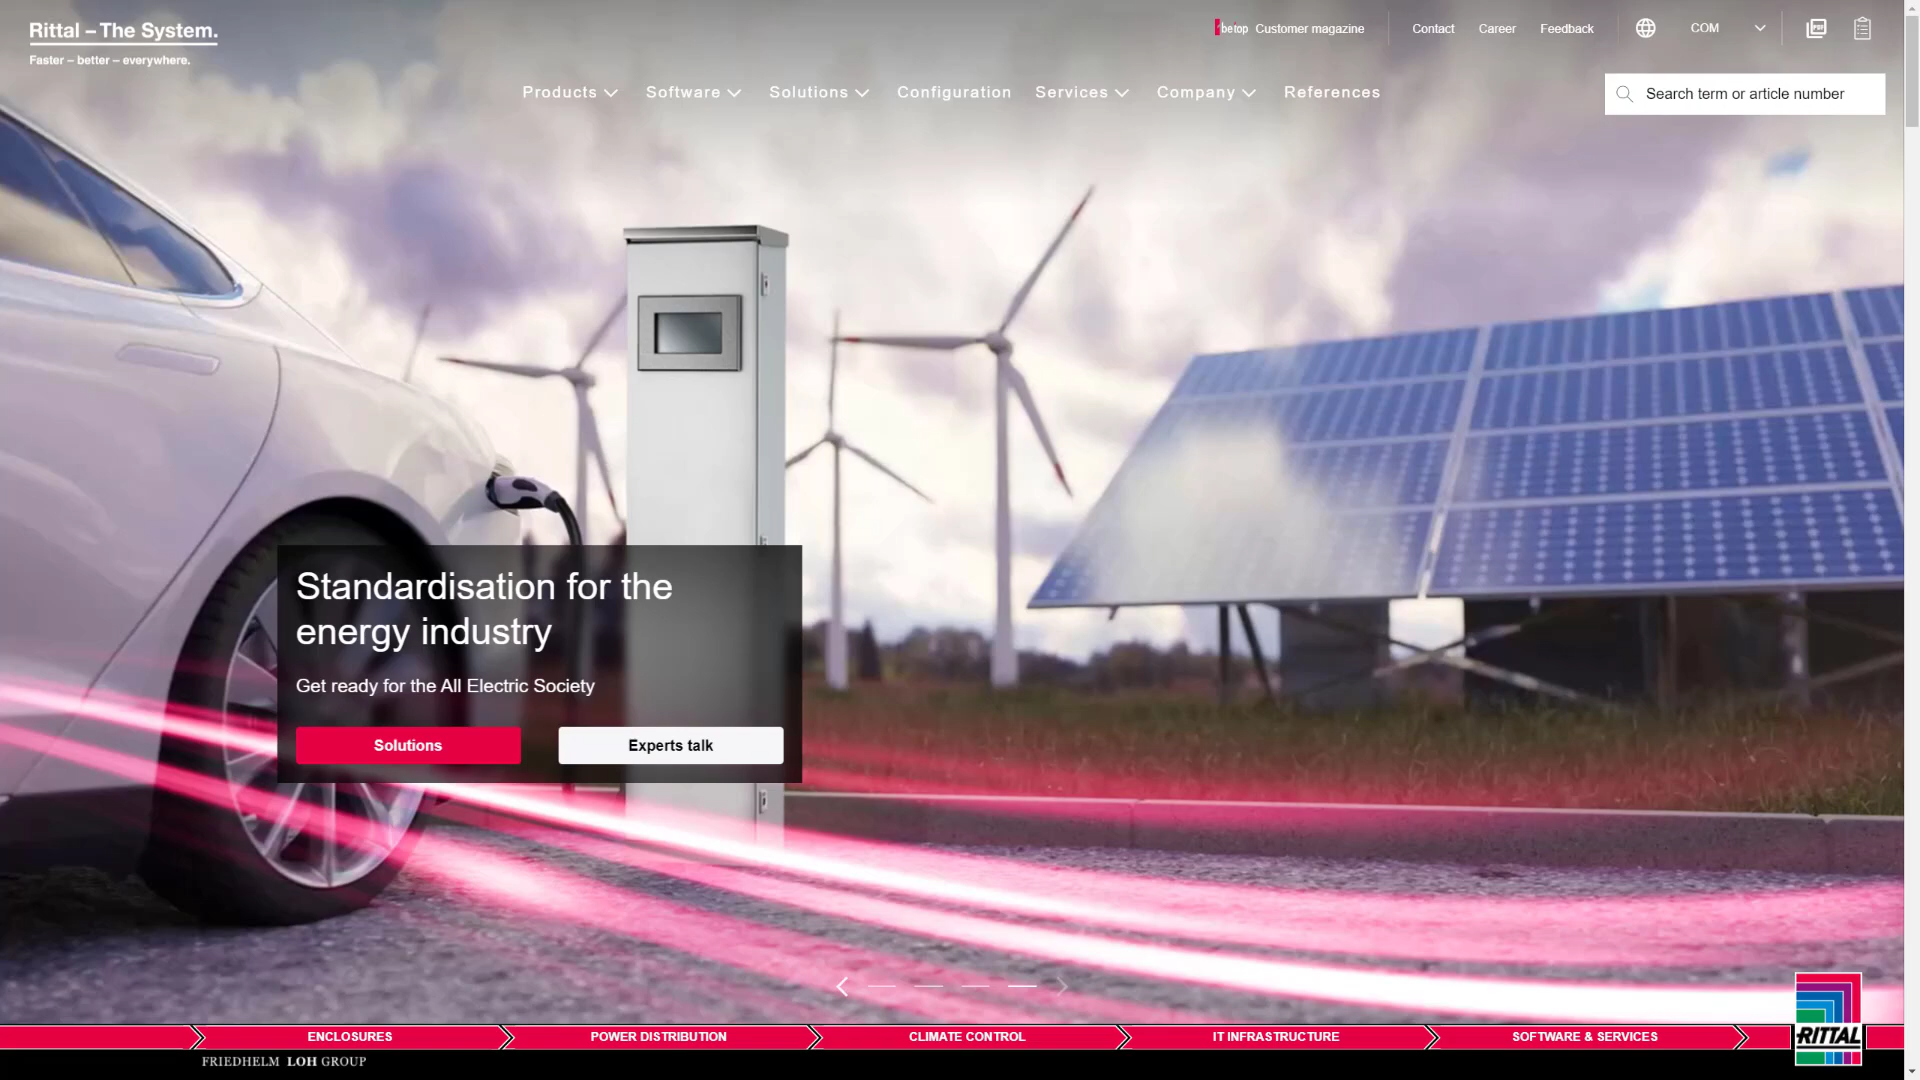 Rittal – The System.
Faster – better – everywhere.
betop Customer magazine
Contact
Career
Feedback
COM
PDF
Products
Software
Solutions
Configuration
Services
Company
References
Search term or article number
Standardisation for the
energy industry
Get ready for the All Electric Society
Solutions
Experts talk
ENCLOSURES
POWER DISTRIBUTION
CLIMATE CONTROL
IT INFRASTRUCTURE
SOFTWARE & SERVICES
RITTAL
FRIEDHELM LOH GROUP